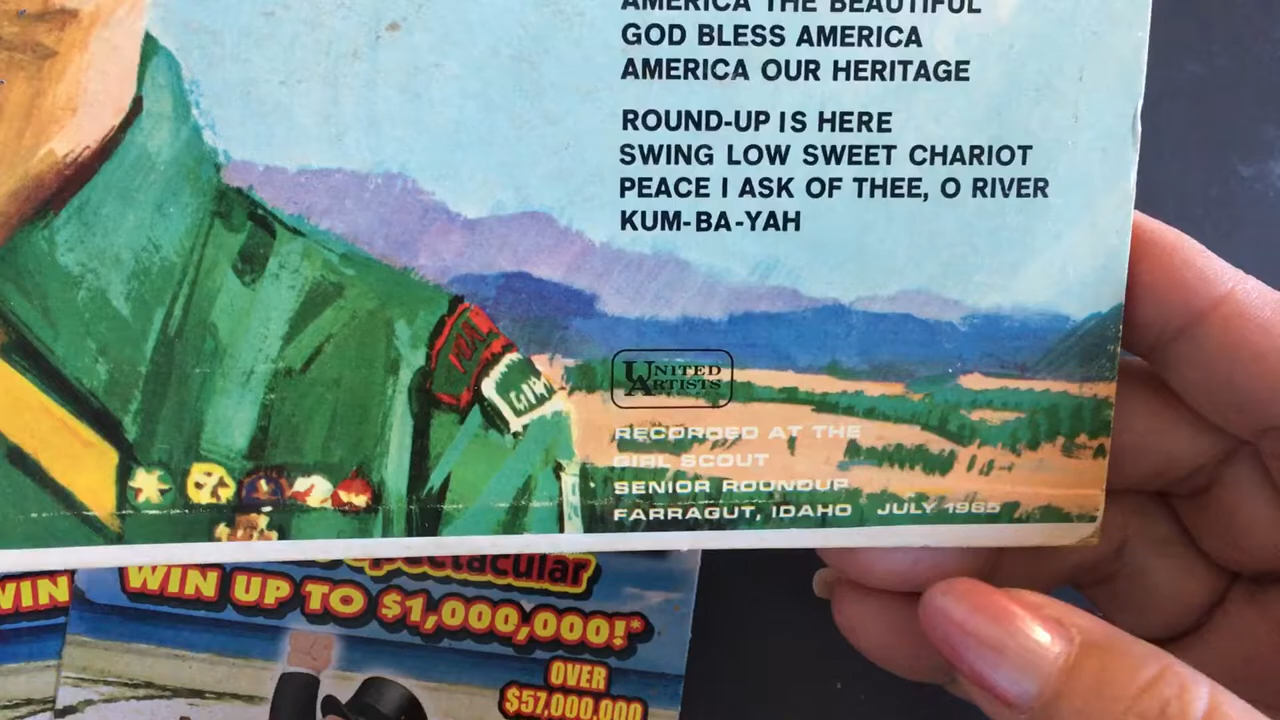 AMERICA THE BEAUTIFUL
GOD BLESS AMERICA
AMERICA OUR HERITAGE
ROUND-UP IS HERE
SWING LOW SWEET CHARIOT
PEACE I ASK OF THEE, O RIVER
KUM-BA-YAH
UNITED
ARTISTS
RECORDED AT THE
GIRL SCOUT
SENIOR ROUNDUP
FARRAGUT, IDAHO JULY 1965
Spectacular
WIN
WIN UP TO $1,000,000!*
OVER
$57,000,000